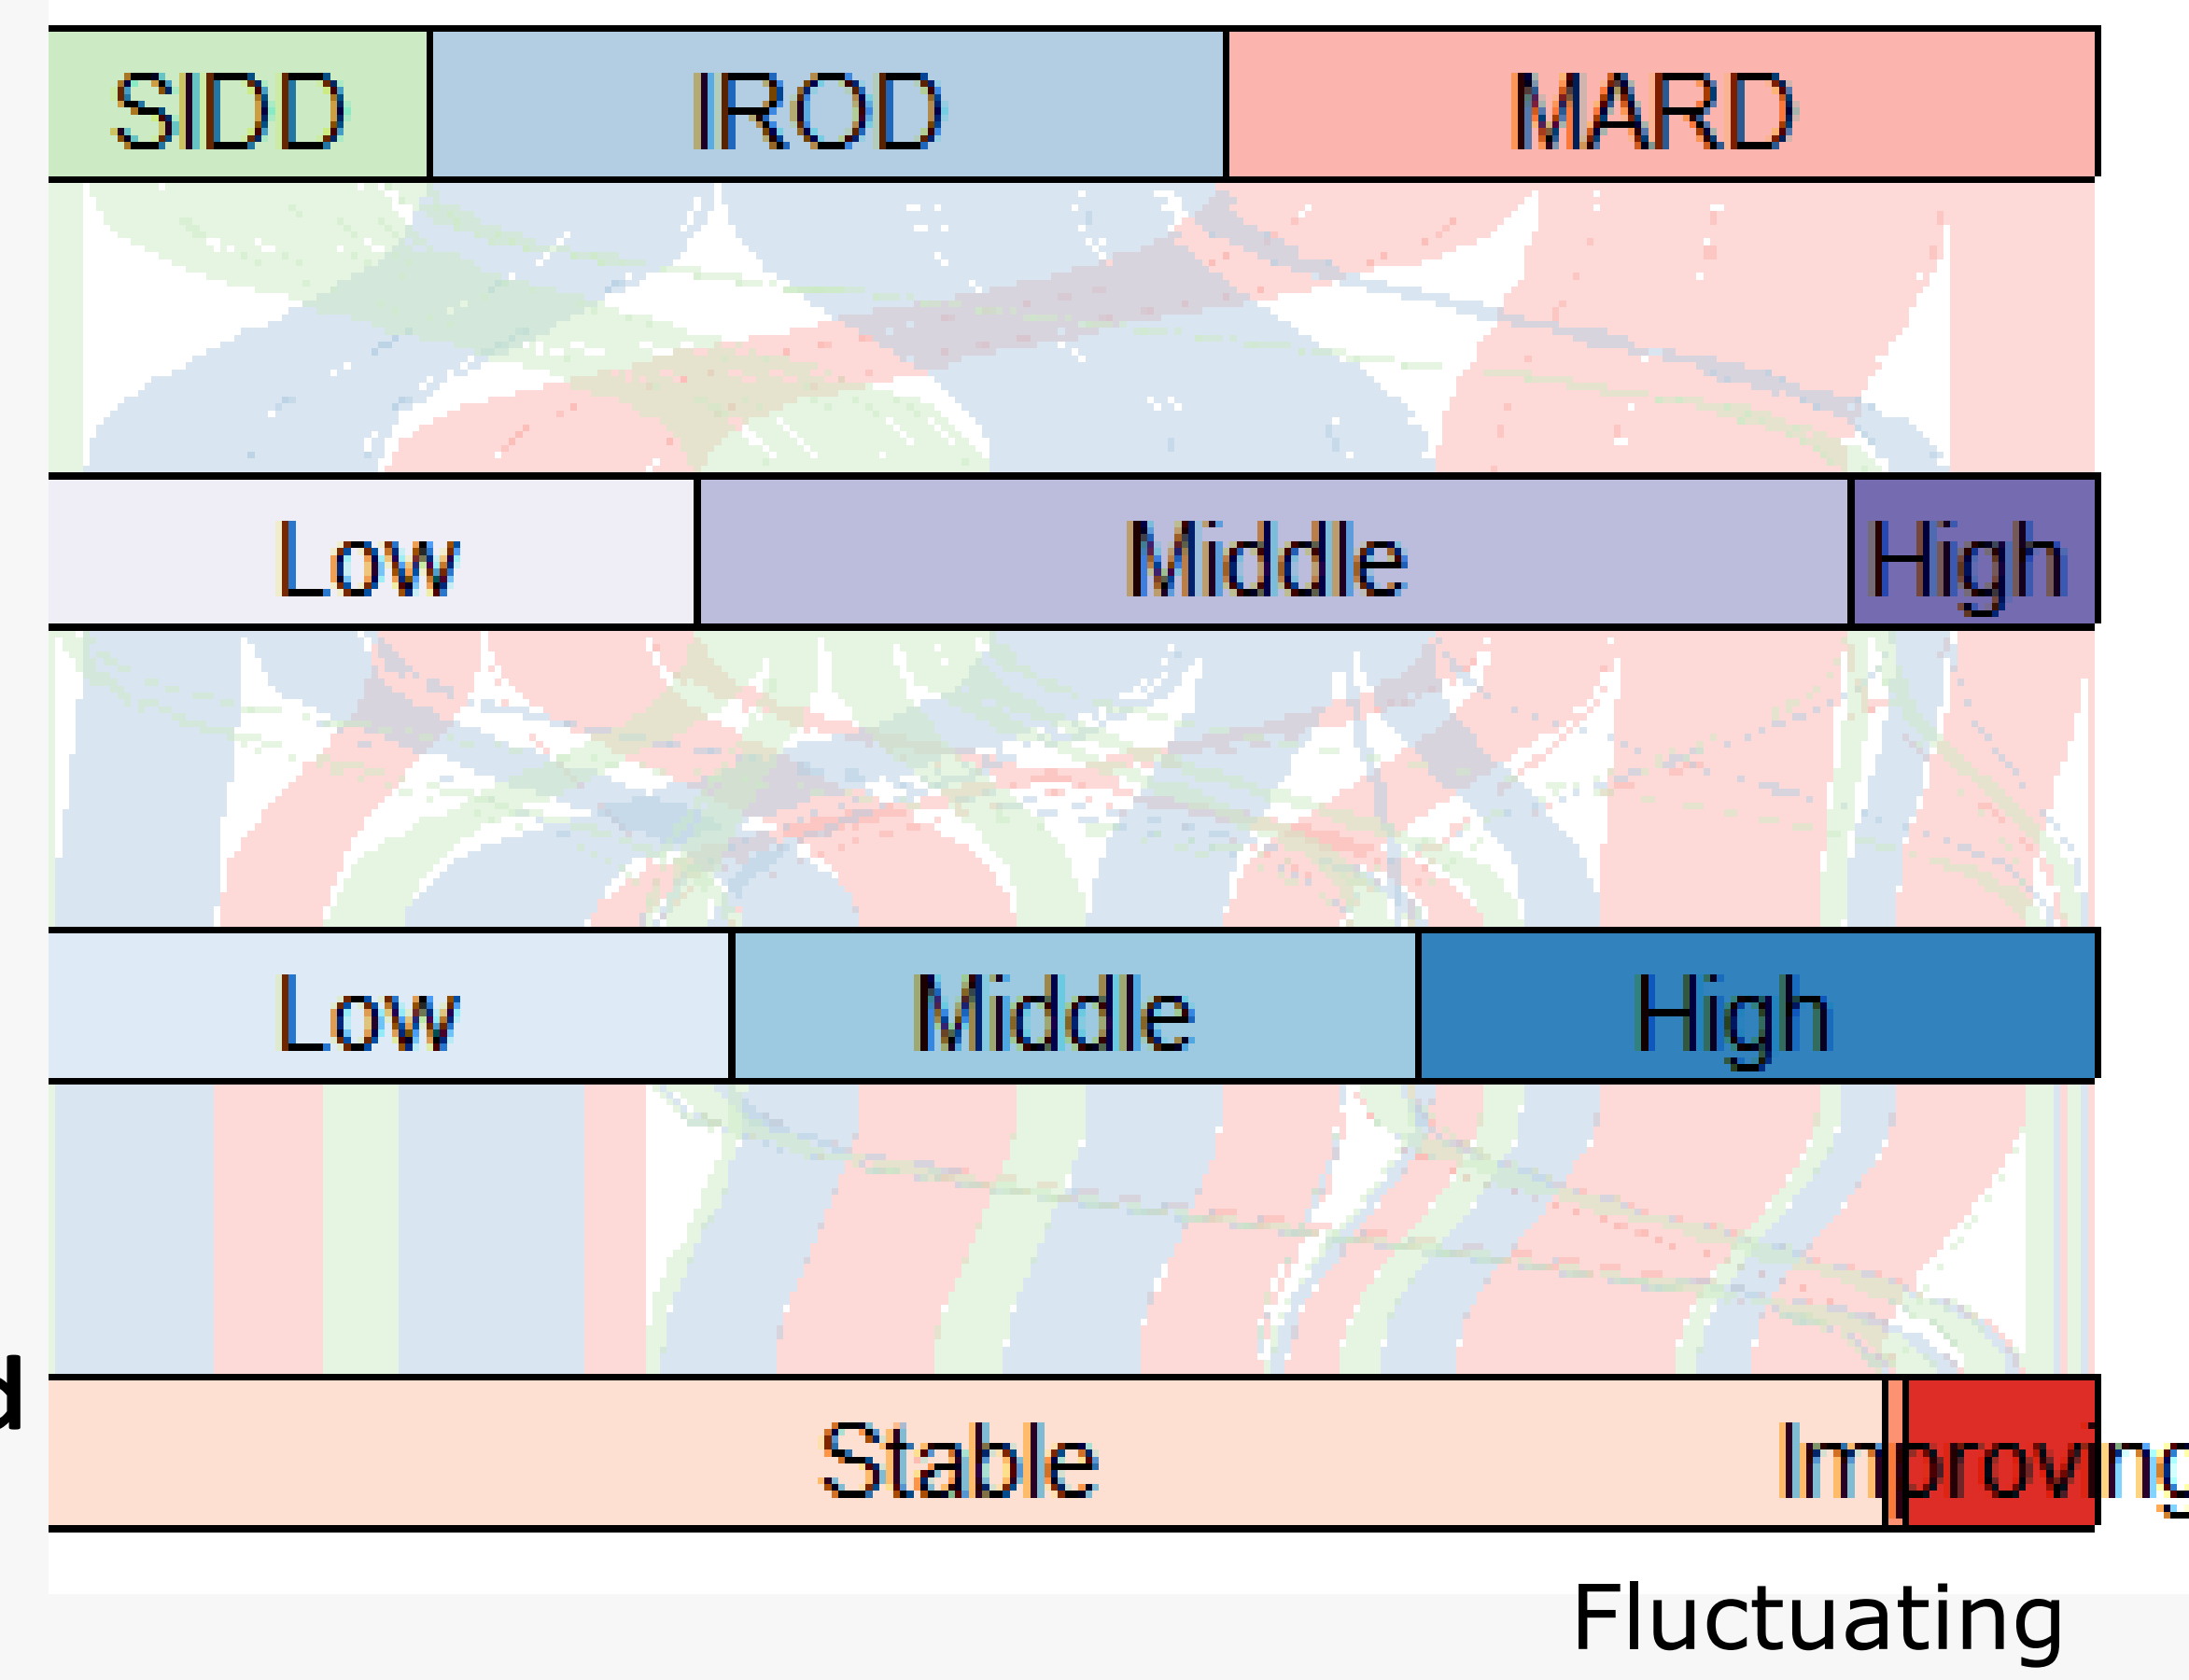 SIDD IROD MARD
Low Middle High
Low Middle High
d
Stable Improving
Fluctuating